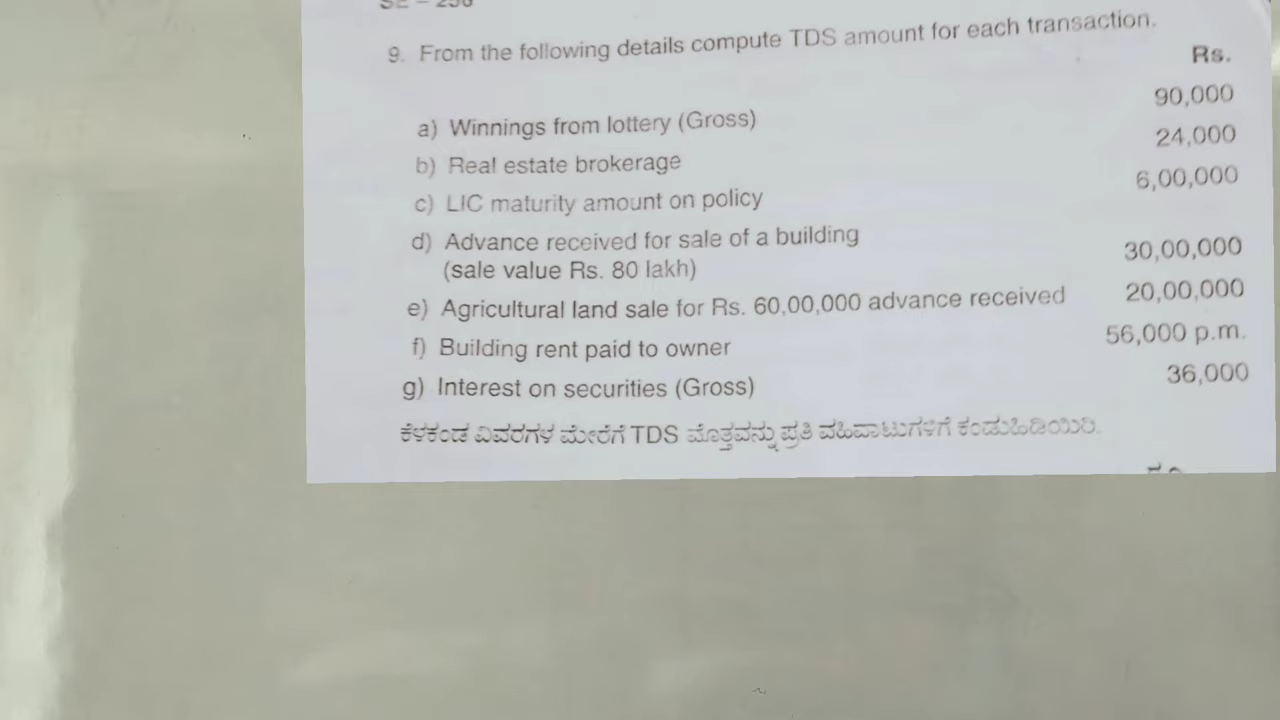 9. From the following details compute TDS amount for each transaction.
Rs.
a) Winnings from lottery (Gross) 90,000
b) Real estate brokerage 24,000
c) LIC maturity amount on policy 6,00,000
d) Advance received for sale of a building
(sale value Rs. 80 lakh) 30,00,000
e) Agricultural land sale for Rs. 60,00,000 advance received 20,00,000
f) Building rent paid to owner 56,000 p.m.
g) Interest on securities (Gross) 36,000
ಕೆಳಕಂಡ ವಿವರಗಳ ಮೇರೆಗೆ TDS ಮೊತ್ತವನ್ನು ಪ್ರತಿ ವಹಿವಾಟುಗಳಿಗೆ ಕಂಡುಹಿಡಿಯಿರಿ.